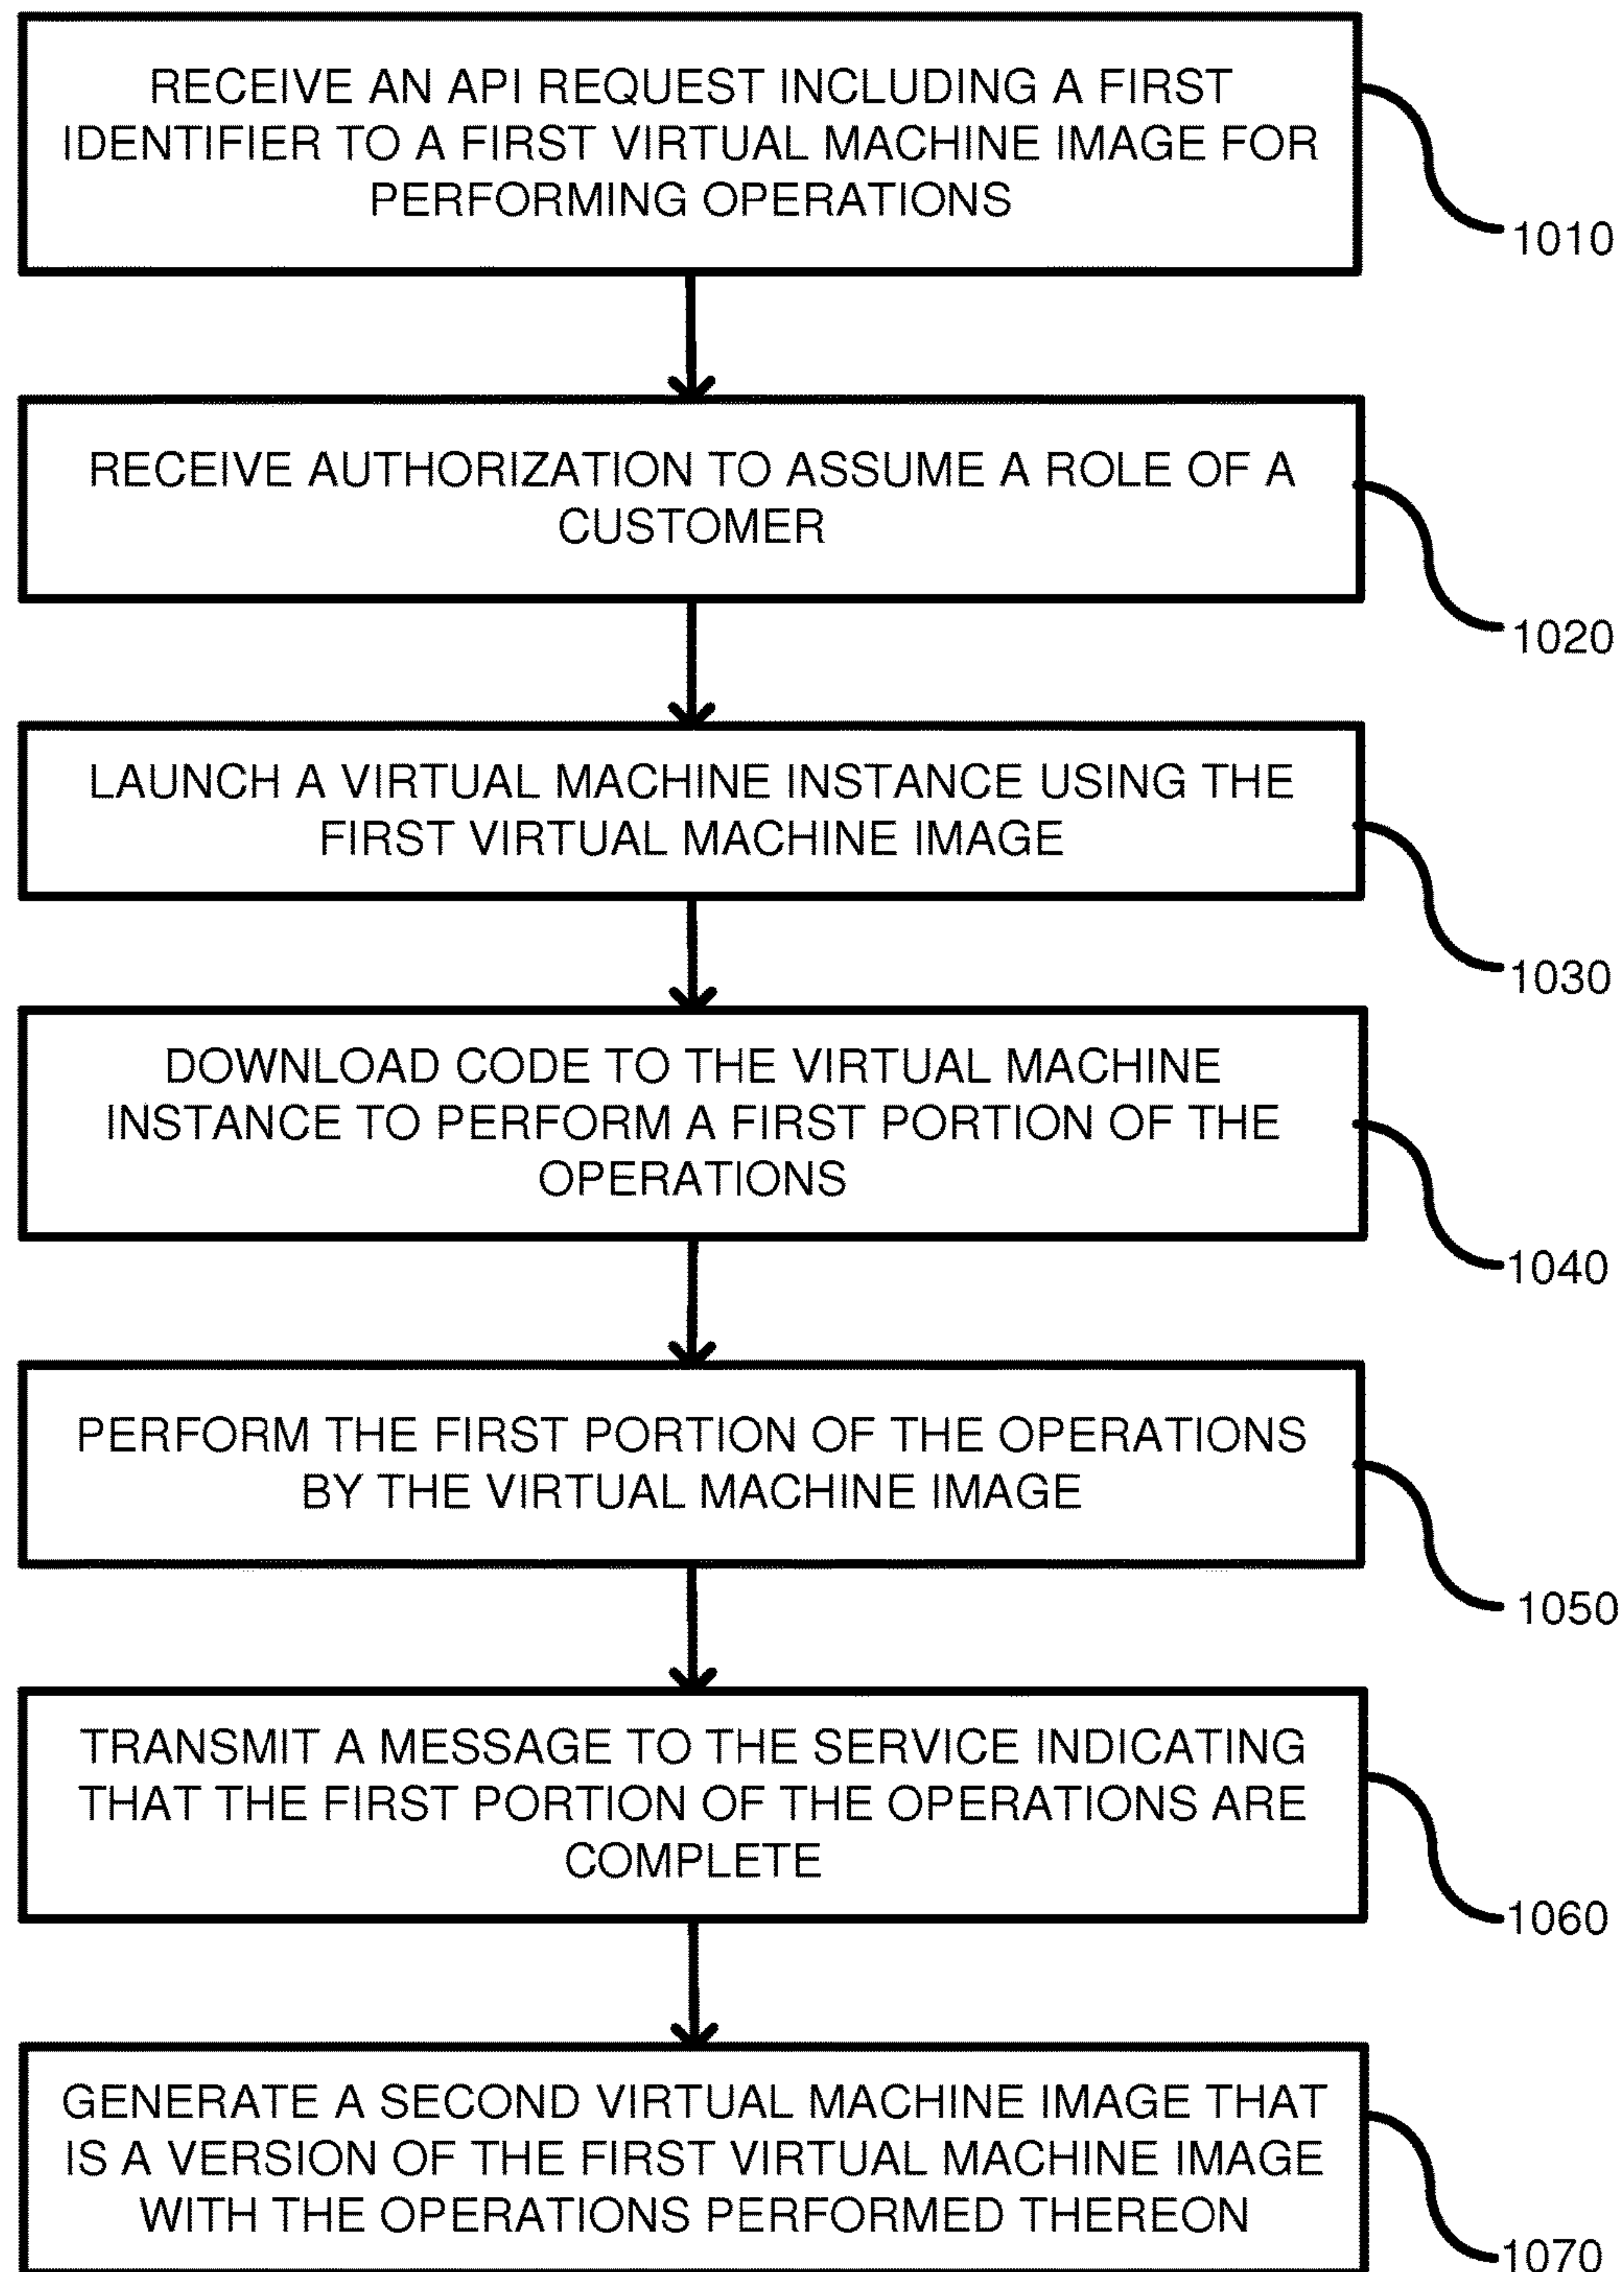 RECEIVE AN API REQUEST INCLUDING A FIRST
IDENTIFIER TO A FIRST VIRTUAL MACHINE IMAGE FOR
PERFORMING OPERATIONS
1010
RECEIVE AUTHORIZATION TO ASSUME A ROLE OF A
CUSTOMER
1020
LAUNCH A VIRTUAL MACHINE INSTANCE USING THE
FIRST VIRTUAL MACHINE IMAGE
1030
DOWNLOAD CODE TO THE VIRTUAL MACHINE
INSTANCE TO PERFORM A FIRST PORTION OF THE
OPERATIONS
1040
PERFORM THE FIRST PORTION OF THE OPERATIONS
BY THE VIRTUAL MACHINE IMAGE
1050
TRANSMIT A MESSAGE TO THE SERVICE INDICATING
THAT THE FIRST PORTION OF THE OPERATIONS ARE
COMPLETE
1060
GENERATE A SECOND VIRTUAL MACHINE IMAGE THAT
IS A VERSION OF THE FIRST VIRTUAL MACHINE IMAGE
WITH THE OPERATIONS PERFORMED THEREON
1070